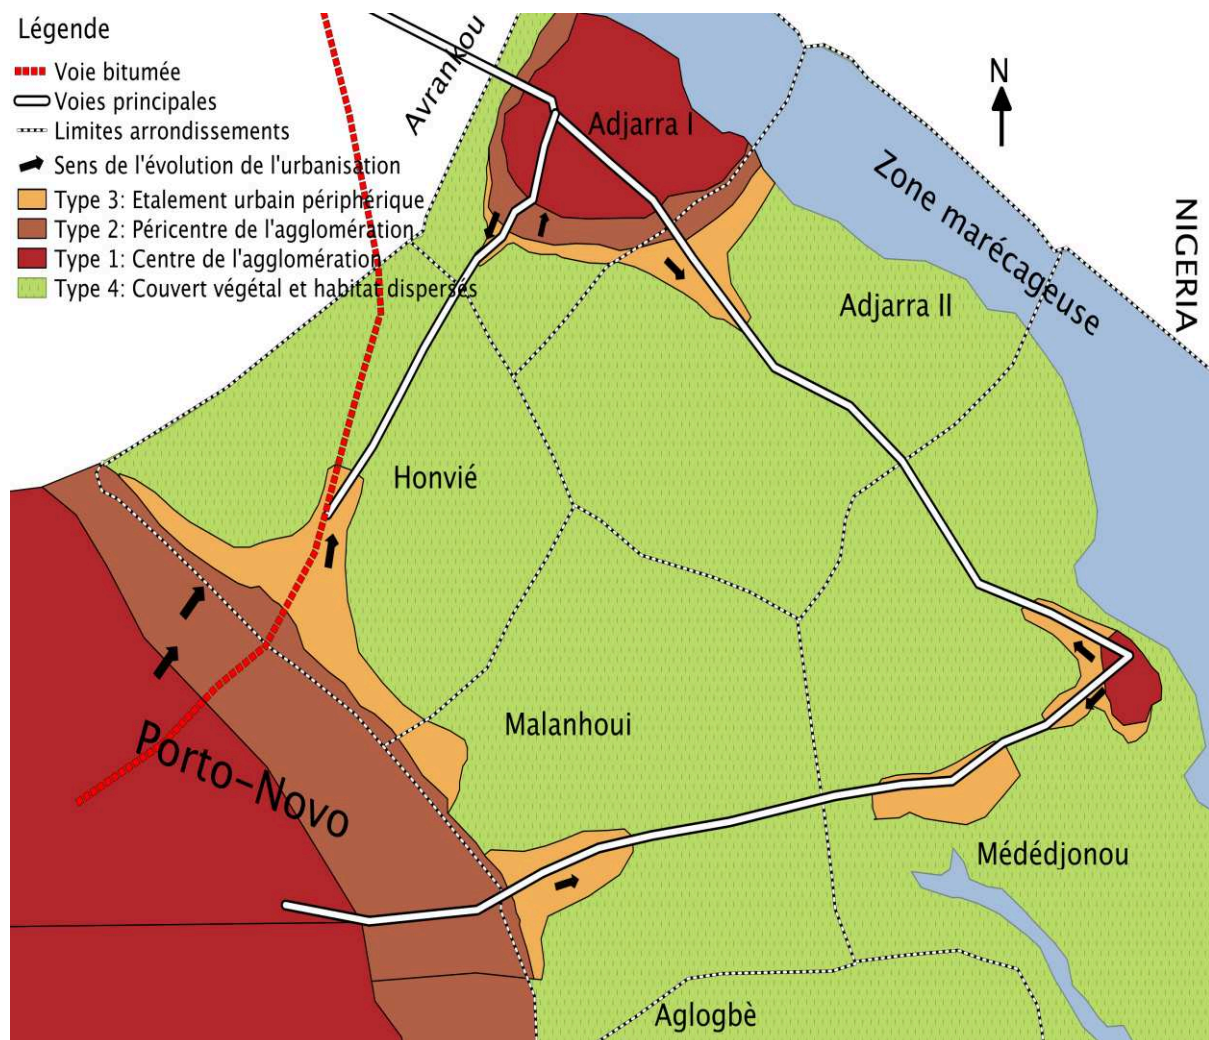 Légende
Voie bitumée
Voies principales
Limites arrondissements
Sens de l'évolution de l'urbanisation
Type 3: Etalement urbain périphérique
Type 2: Péricentre de l'agglomération
Type 1: Centre de l'agglomération
Type 4: Couvert végétal et habitat dispersés
Avrankou
Adjarra I
N
Zone marécageuse
NIGERIA
Adjarra II
Honvié
Malanhoui
Porto-Novo
Médédjonou
Aglogbè